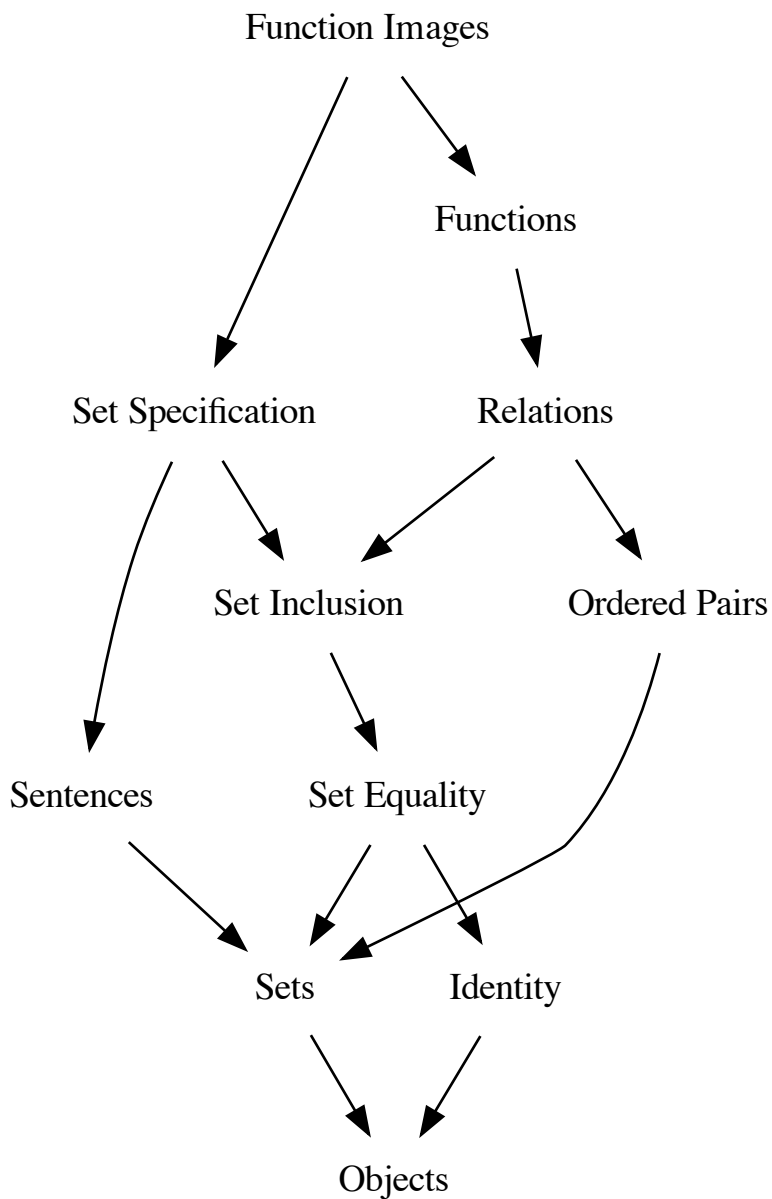 Function Images
Functions
Set Specification
Relations
Set Inclusion
Ordered Pairs
Sentences
Set Equality
Sets
Identity
Objects